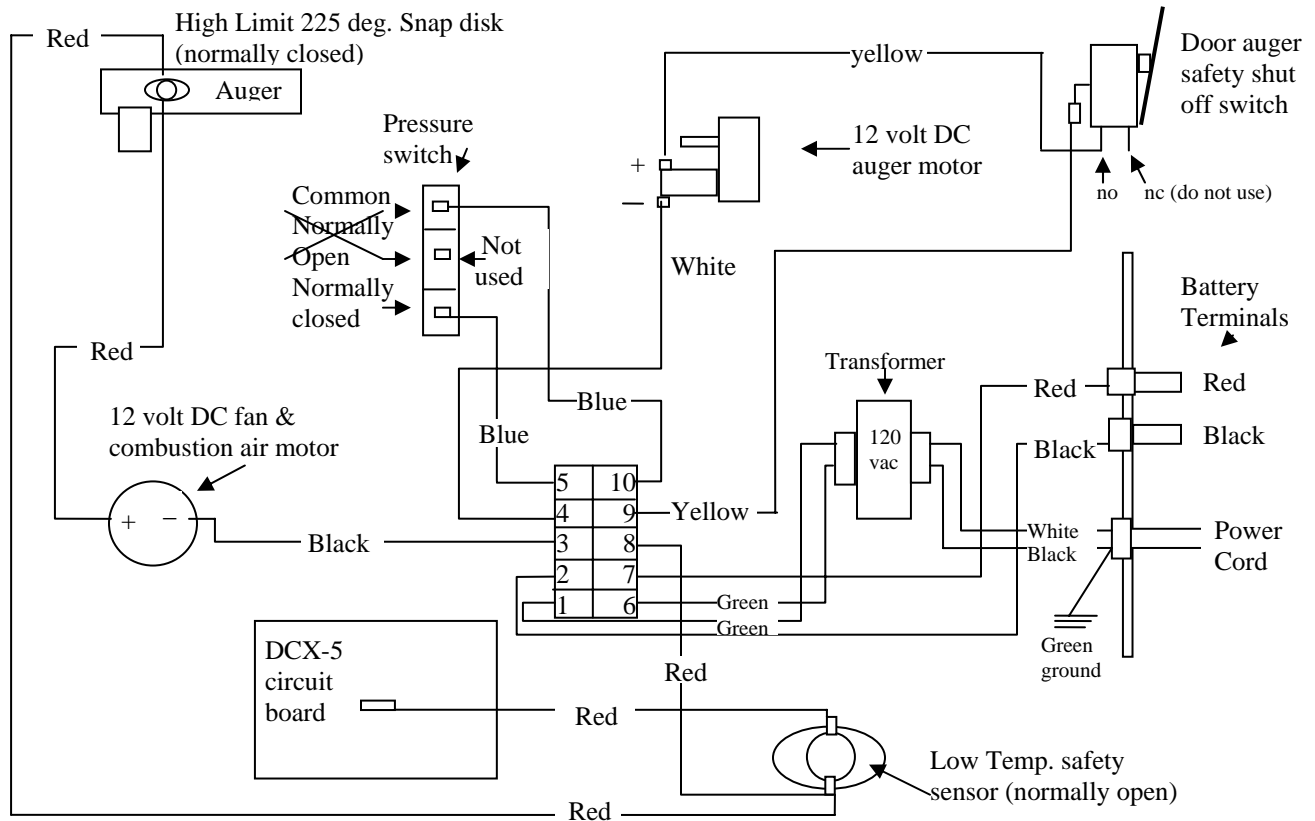 High Limit 225 deg. Snap disk
(normally closed)
Red
Auger
Pressure
switch
Common
Normally
Open
Normally
closed
Not
used
yellow
12 volt DC
auger motor
+
—
White
Door auger
safety shut
off switch
no
nc (do not use)
Battery
Terminals
Red
Black
Red
Black
Transformer
120
vac
White
Black
Power
Cord
Green
ground
Red
12 volt DC fan &
combustion air motor
+ −
Black
Blue
Blue
5 10
4 9
3 8
2 7
1 6
Yellow
Green
Green
DCX-5
circuit
board
Red
Red
Low Temp. safety
sensor (normally open)
Red